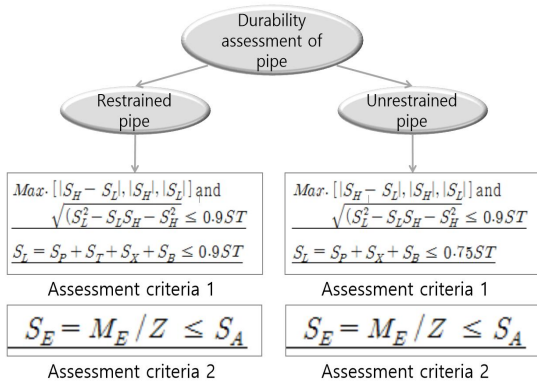 Durability
assessment of
pipe
Restrained
pipe
Unrestrained
pipe
Max. [|S_H − S_L|, |S_H|, |S_L|] and
√(S_L² − S_L S_H − S_H² ≤ 0.9ST
S_L = S_P + S_T + S_X + S_B ≤ 0.9ST
Assessment criteria 1
S_E = M_E / Z ≤ S_A
Assessment criteria 2
Max. [|S_H − S_L|, |S_H|, |S_L|] and
√(S_L² − S_L S_H − S_H² ≤ 0.9ST
S_L = S_P + S_X + S_B ≤ 0.75ST
Assessment criteria 1
S_E = M_E / Z ≤ S_A
Assessment criteria 2